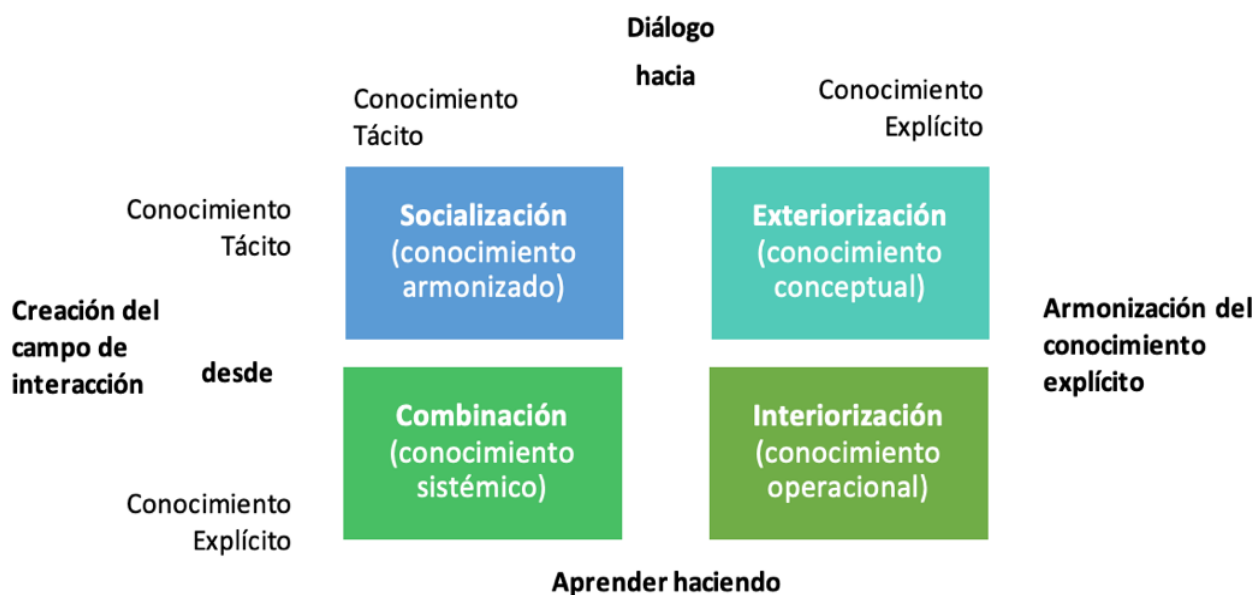 Diálogo
hacia
Conocimiento
Tácito
Conocimiento
Explícito
Conocimiento
Tácito
Socialización
(conocimiento
armonizado)
Exteriorización
(conocimiento
conceptual)
Creación del
campo de
interacción
desde
Armonización del
conocimiento
explícito
Combinación
(conocimiento
sistémico)
Interiorización
(conocimiento
operacional)
Conocimiento
Explícito
Aprender haciendo